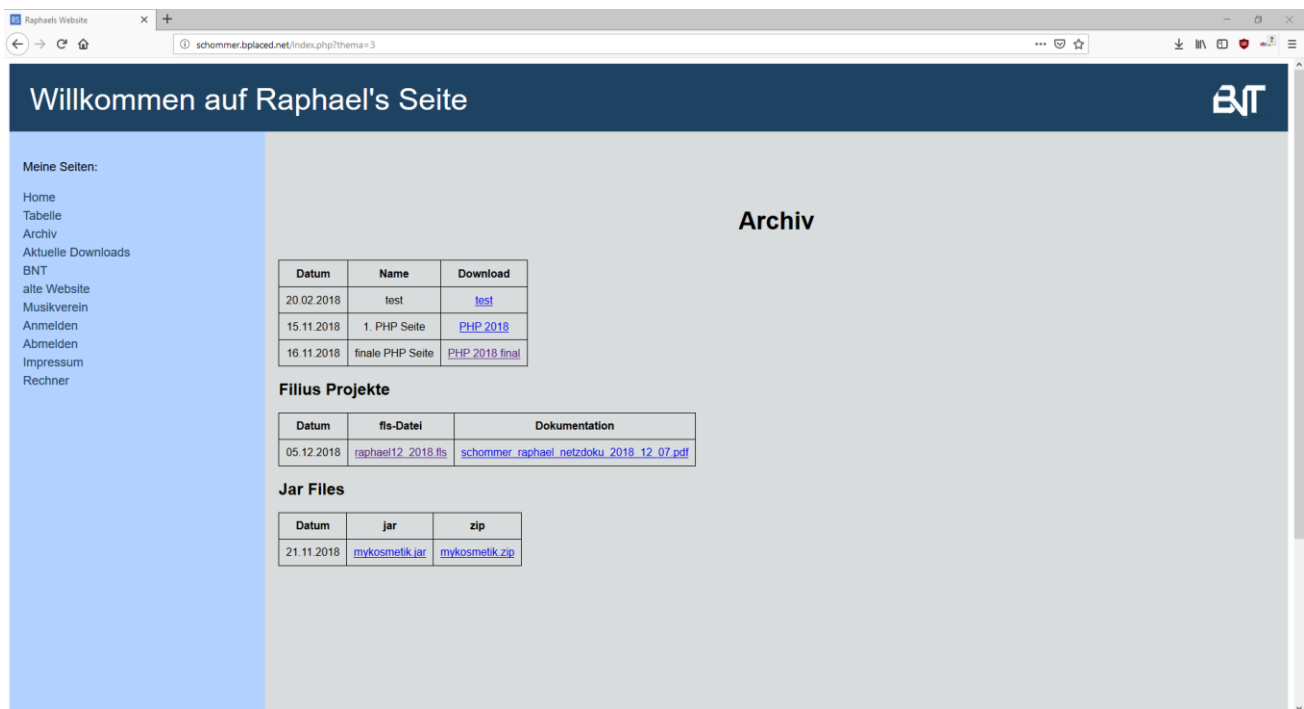 Raphaels Website
schommer.bplaced.net/index.php?thema=3
Willkommen auf Raphael's Seite
BNT
Meine Seiten:
Home
Tabelle
Archiv
Aktuelle Downloads
BNT
alte Website
Musikverein
Anmelden
Abmelden
Impressum
Rechner
Archiv
Datum Name Download
20.02.2018 test test
15.11.2018 1. PHP Seite PHP 2018
16.11.2018 finale PHP Seite PHP 2018 final
Filius Projekte
Datum fls-Datei Dokumentation
05.12.2018 raphael12_2018.fls schommer_raphael_netzdoku_2018_12_07.pdf
Jar Files
Datum jar zip
21.11.2018 mykosmetik.jar mykosmetik.zip